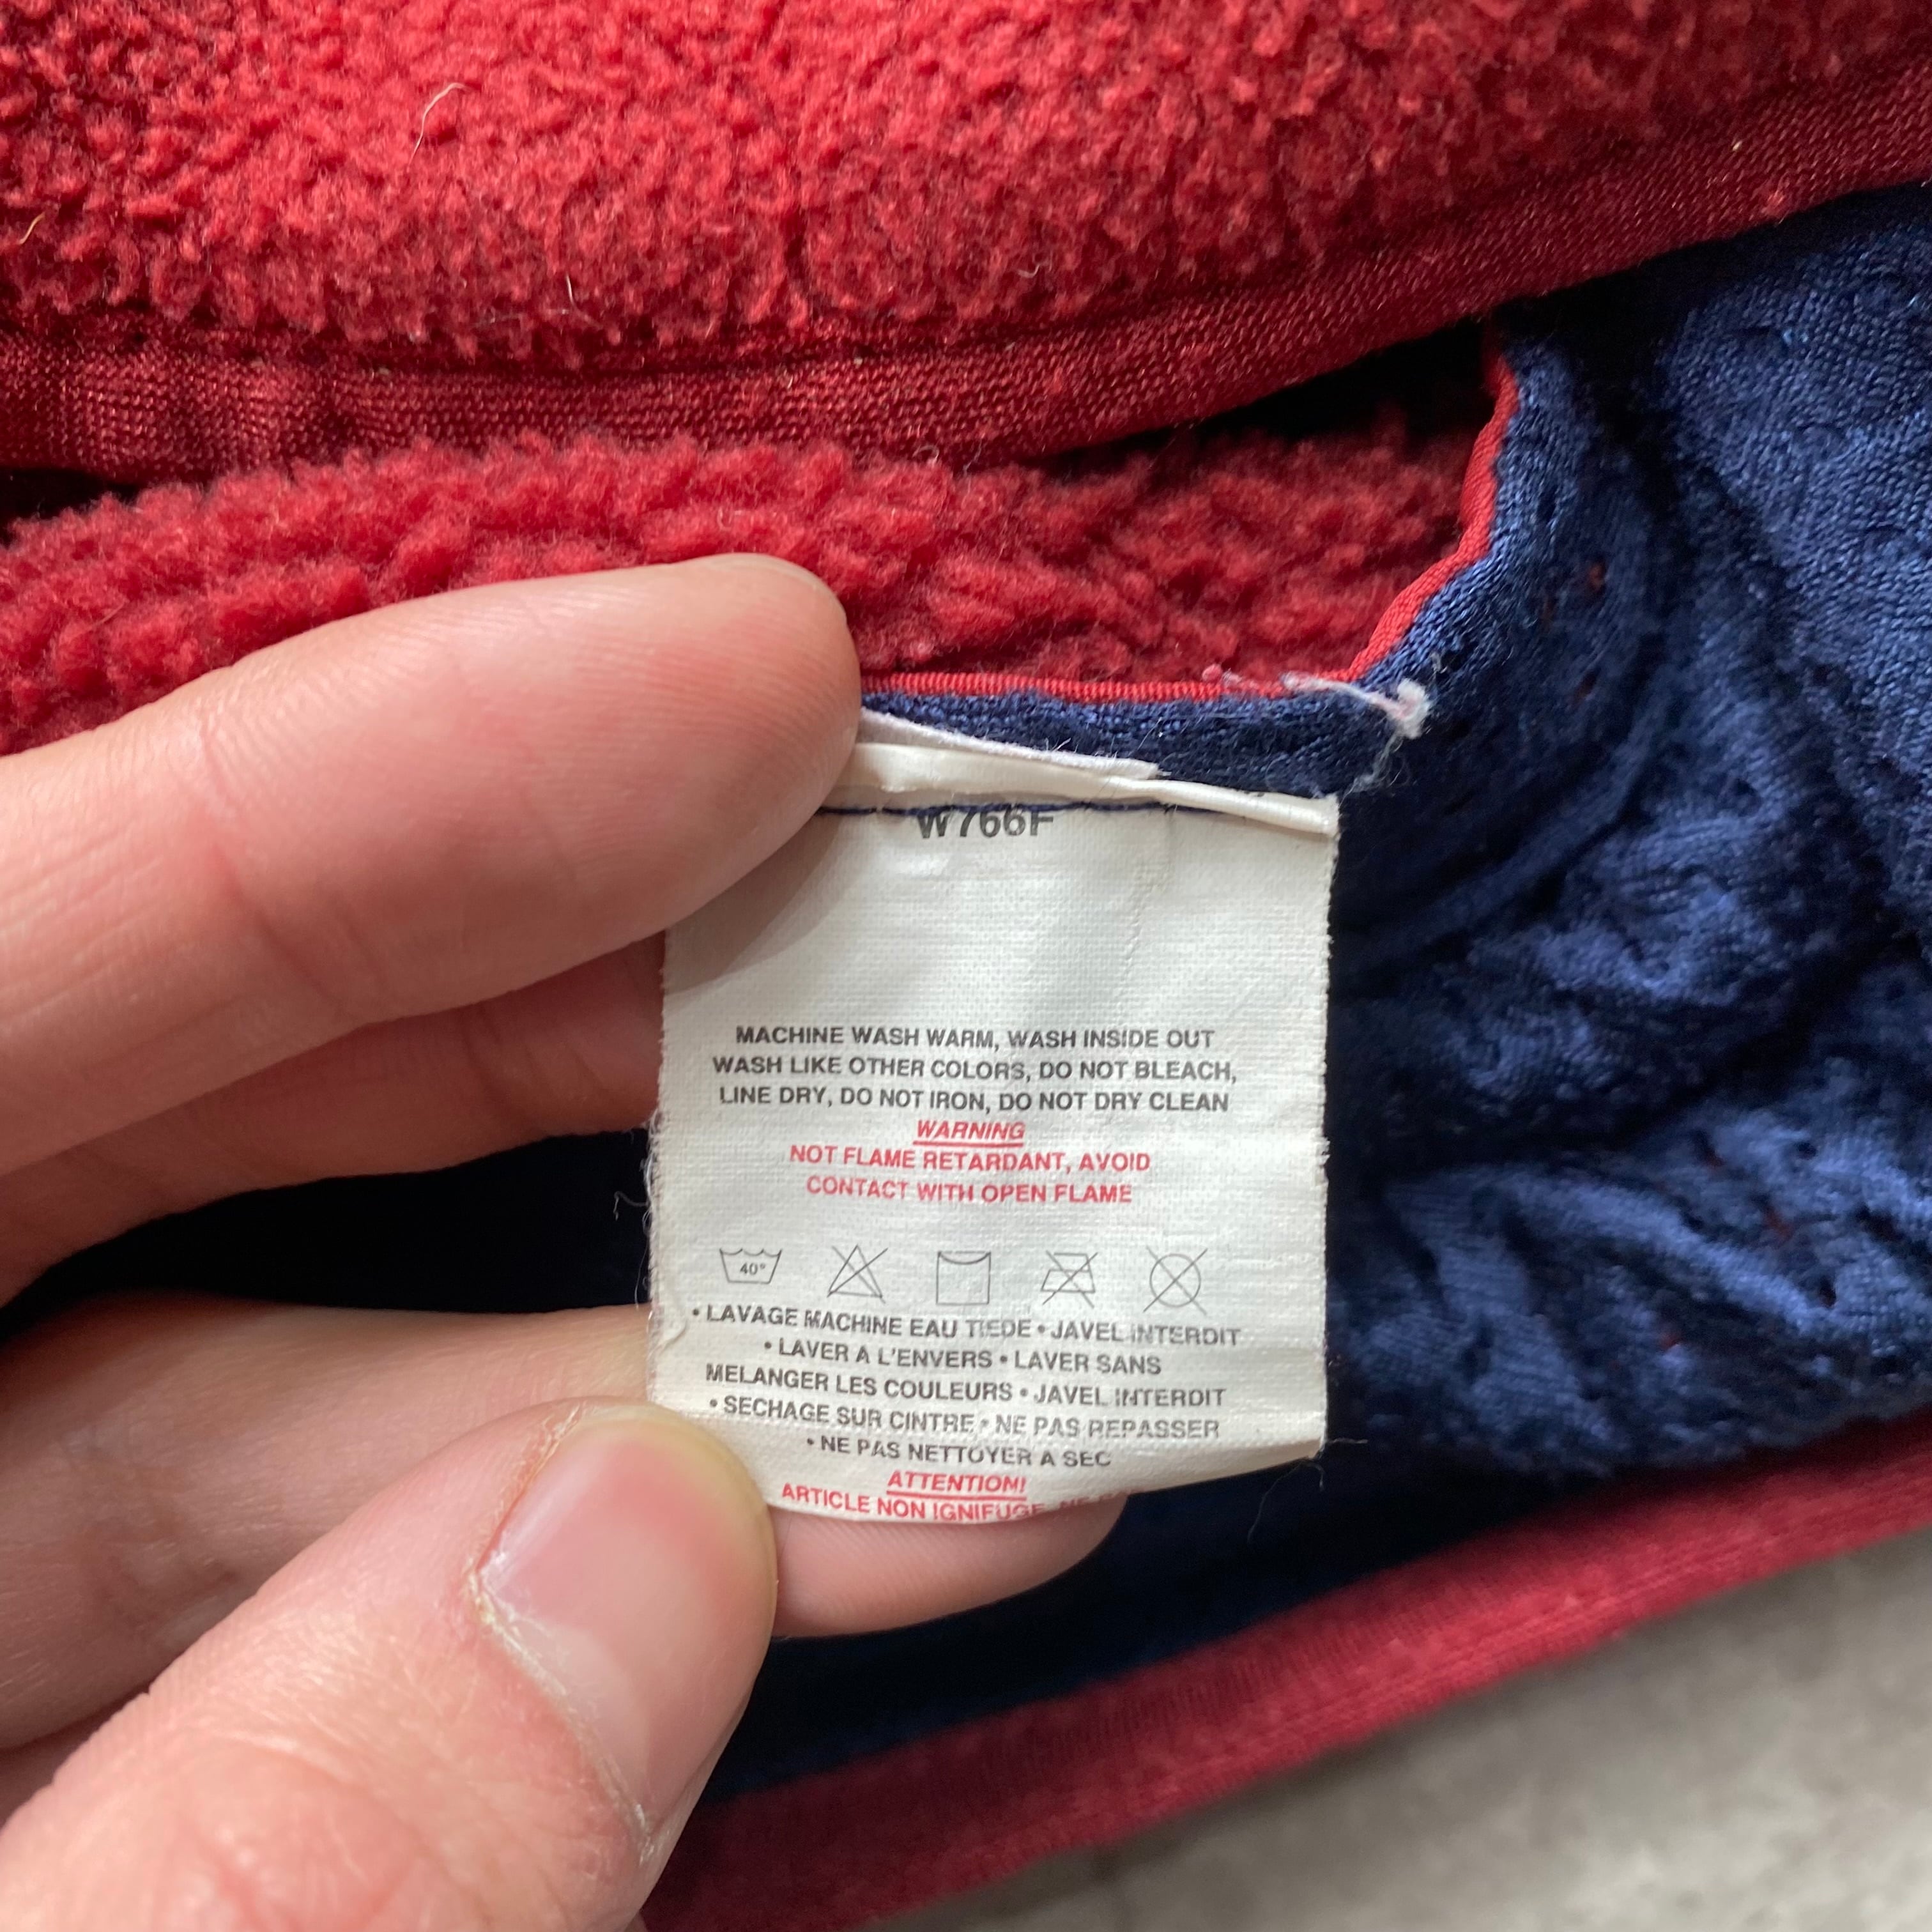 W766F
MACHINE WASH WARM, WASH INSIDE OUT
WASH LIKE OTHER COLORS, DO NOT BLEACH,
LINE DRY, DO NOT IRON, DO NOT DRY CLEAN
WARNING
NOT FLAME RETARDANT, AVOID
CONTACT WITH OPEN FLAME
40°
• LAVAGE MACHINE EAU TIEDE • JAVEL INTERDIT
• LAVER A L'ENVERS • LAVER SANS
MELANGER LES COULEURS • JAVEL INTERDIT
• SECHAGE SUR CINTRE • NE PAS REPASSER
• NE PAS NETTOYER A SEC
ATTENTION!
ARTICLE NON IGNIFUGE